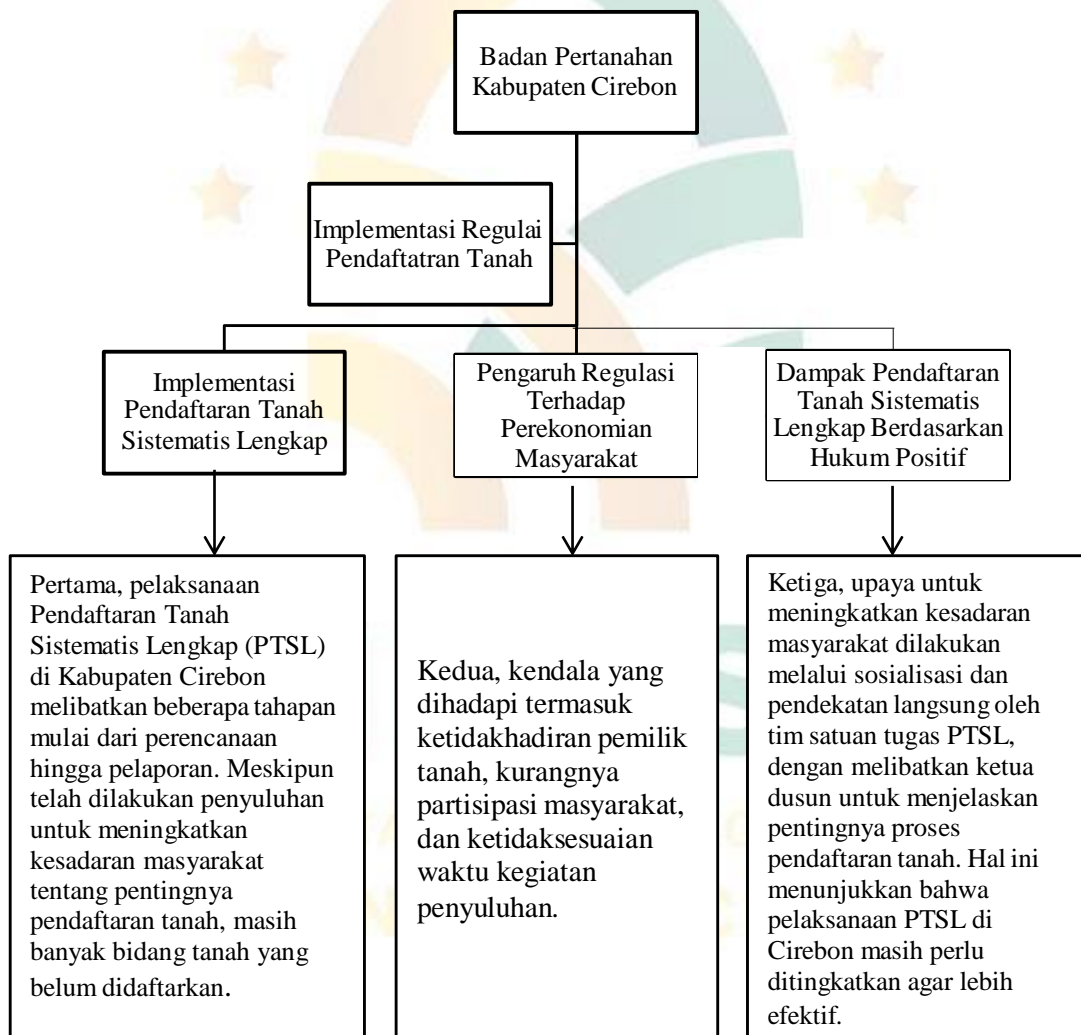 Badan Pertanahan
Kabupaten Cirebon
Implementasi Regulai
Pendaftatran Tanah
Implementasi
Pendaftaran Tanah
Sistematis Lengkap
Pengaruh Regulasi
Terhadap
Perekonomian
Masyarakat
Dampak Pendaftaran
Tanah Sistematis
Lengkap Berdasarkan
Hukum Positif
Pertama, pelaksanaan
Pendaftaran Tanah
Sistematis Lengkap (PTSL)
di Kabupaten Cirebon
melibatkan beberapa tahapan
mulai dari perencanaan
hingga pelaporan. Meskipun
telah dilakukan penyuluhan
untuk meningkatkan
kesadaran masyarakat
tentang pentingnya
pendaftaran tanah, masih
banyak bidang tanah yang
belum didaftarkan.
Kedua, kendala yang
dihadapi termasuk
ketidakhadiran pemilik
tanah, kurangnya
partisipasi masyarakat,
dan ketidaksesuaian
waktu kegiatan
penyuluhan.
Ketiga, upaya untuk
meningkatkan kesadaran
masyarakat dilakukan
melalui sosialisasi dan
pendekatan langsung oleh
tim satuan tugas PTSL,
dengan melibatkan ketua
dusun untuk menjelaskan
pentingnya proses
pendaftaran tanah. Hal ini
menunjukkan bahwa
pelaksanaan PTSL di
Cirebon masih perlu
ditingkatkan agar lebih
efektif.